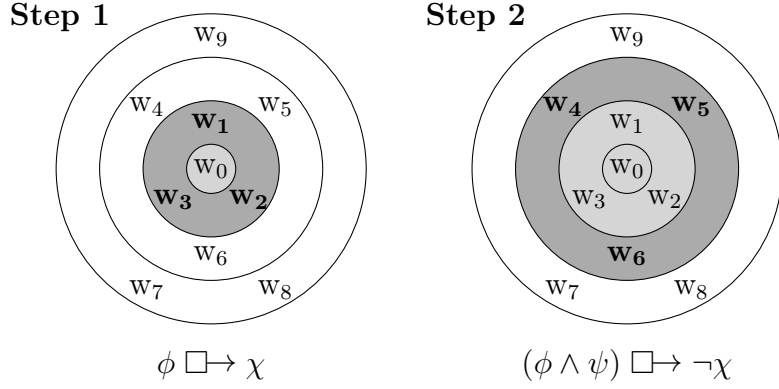 Step 1
w₉
w₄ w₅
w₁
w₀
w₃ w₂
w₆
w₇ w₈
ϕ □→ χ
Step 2
w₉
w₄ w₅
w₁
w₀
w₃ w₂
w₆
w₇ w₈
(ϕ ∧ ψ) □→ ¬χ